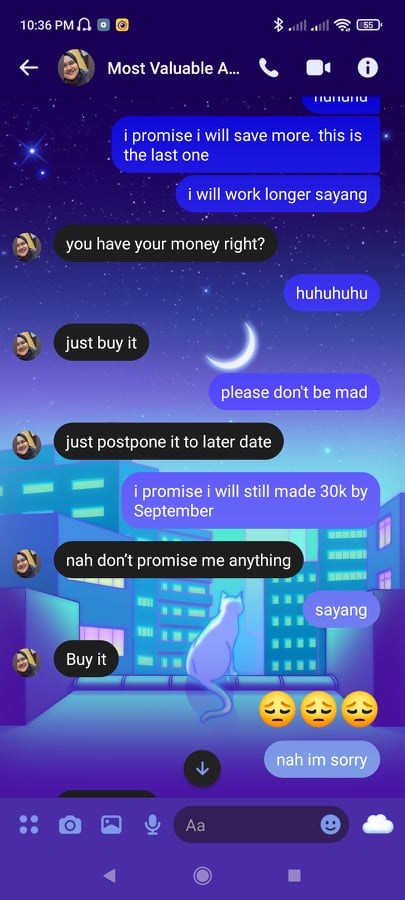 10:36 PM
55
Most Valuable A...
huhuhu
i promise i will save more. this is
the last one
i will work longer sayang
you have your money right?
huhuhuhu
just buy it
please don't be mad
just postpone it to later date
i promise i will still made 30k by
September
nah don't promise me anything
sayang
Buy it
nah im sorry
Aa